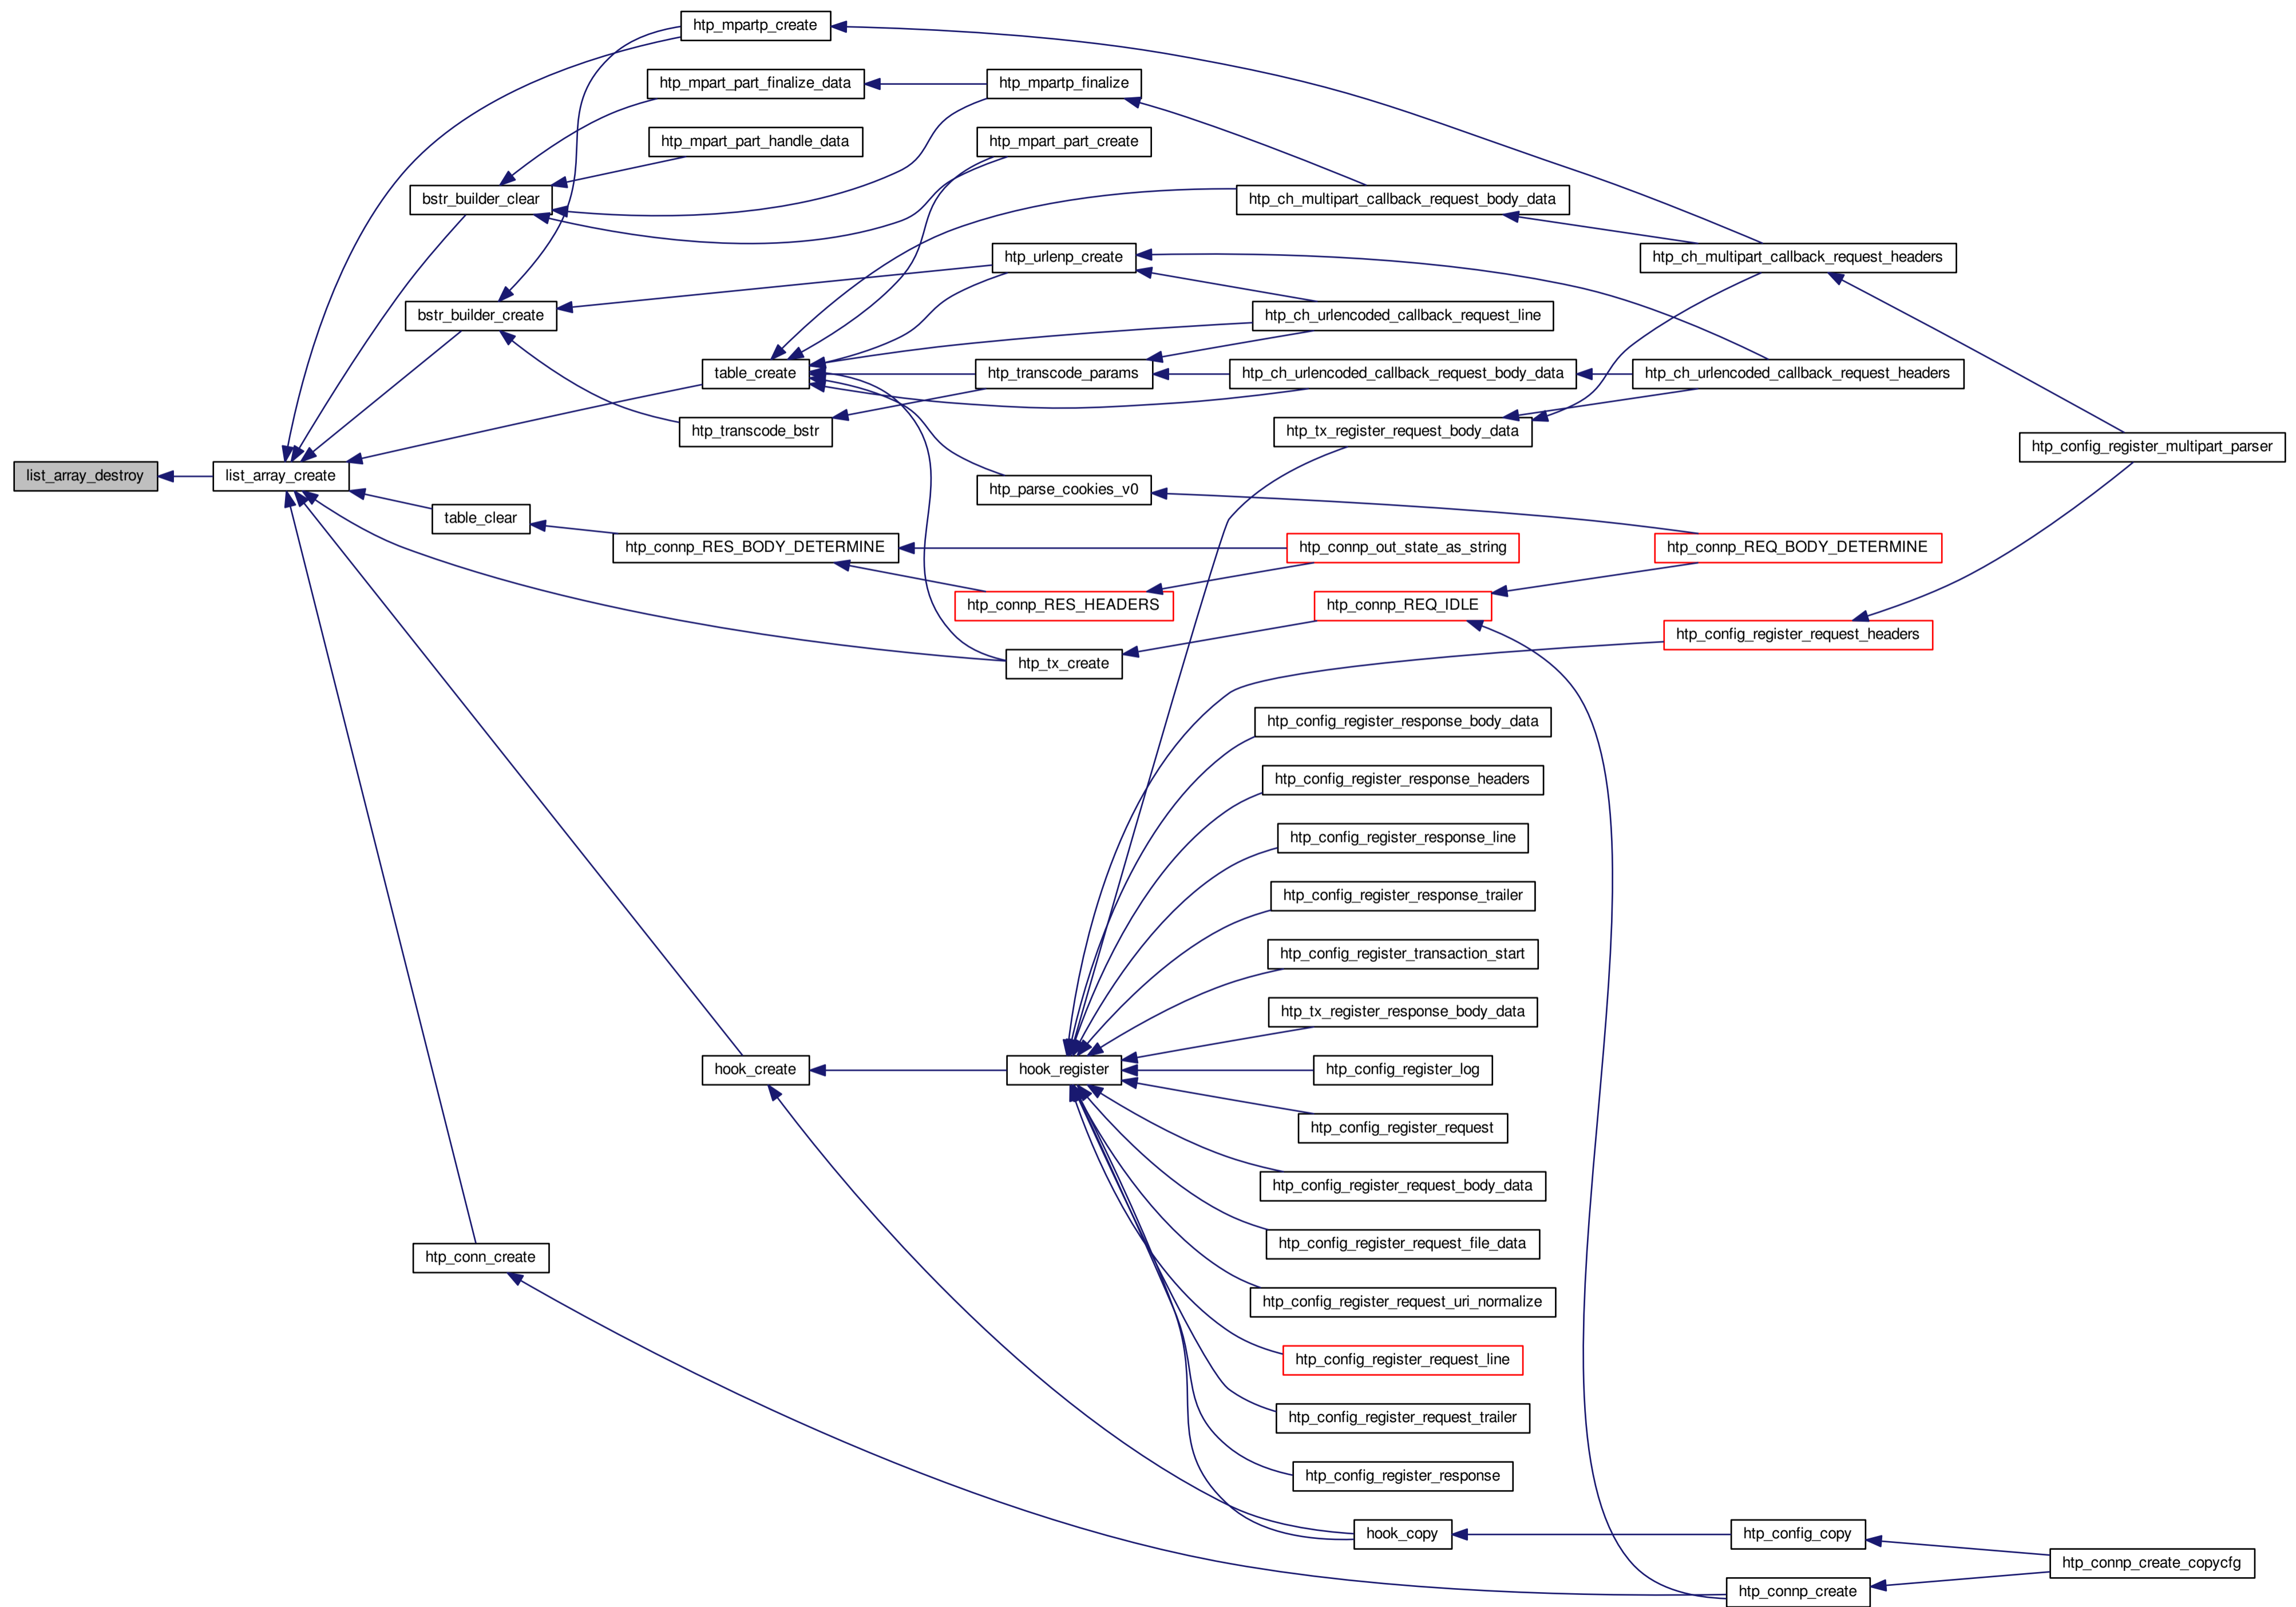 htp_mpartp_create
htp_mpart_part_finalize_data
htp_mpartp_finalize
htp_mpart_part_handle_data
htp_mpart_part_create
bstr_builder_clear
htp_ch_multipart_callback_request_body_data
htp_urlenp_create
htp_ch_multipart_callback_request_headers
bstr_builder_create
htp_ch_urlencoded_callback_request_line
table_create
htp_transcode_params
htp_ch_urlencoded_callback_request_body_data
htp_ch_urlencoded_callback_request_headers
htp_transcode_bstr
htp_tx_register_request_body_data
htp_config_register_multipart_parser
list_array_destroy
list_array_create
htp_parse_cookies_v0
table_clear
htp_connp_RES_BODY_DETERMINE
htp_connp_out_state_as_string
htp_connp_REQ_BODY_DETERMINE
htp_connp_RES_HEADERS
htp_connp_REQ_IDLE
htp_config_register_request_headers
htp_tx_create
htp_config_register_response_body_data
htp_config_register_response_headers
htp_config_register_response_line
htp_config_register_response_trailer
htp_config_register_transaction_start
htp_tx_register_response_body_data
hook_create
hook_register
htp_config_register_log
htp_config_register_request
htp_config_register_request_body_data
htp_config_register_request_file_data
htp_conn_create
htp_config_register_request_uri_normalize
htp_config_register_request_line
htp_config_register_request_trailer
htp_config_register_response
hook_copy
htp_config_copy
htp_connp_create_copycfg
htp_connp_create